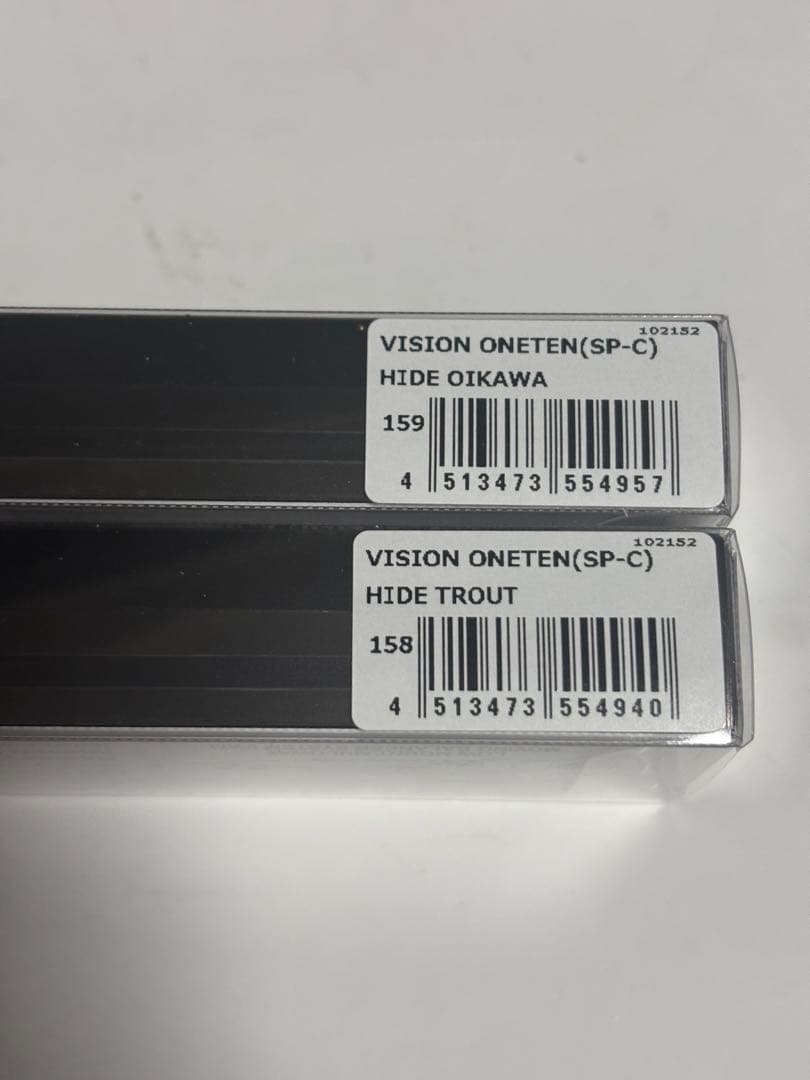 102152
VISION ONETEN(SP-C)
HIDE OIKAWA
159
4 513473 554957
102152
VISION ONETEN(SP-C)
HIDE TROUT
158
4 513473 554940